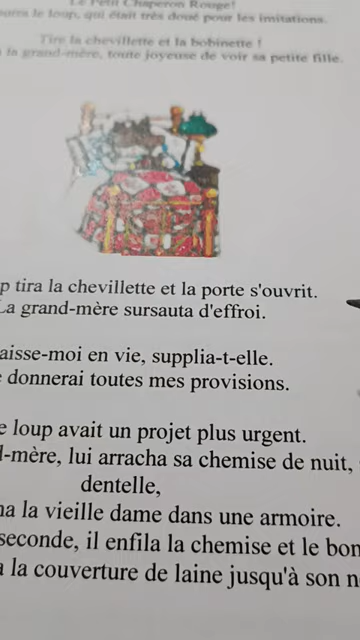 Le Petit Chaperon Rouge!
le loup, qui était très doué pour les imitations.
Tire la chevillette et la bobinette !
la grand-mère, toute joyeuse de voir sa petite fille.
p tira la chevillette et la porte s'ouvrit.
La grand-mère sursauta d'effroi.
aisse-moi en vie, supplia-t-elle.
donnerai toutes mes provisions.
e loup avait un projet plus urgent.
d-mère, lui arracha sa chemise de nuit,
dentelle,
na la vieille dame dans une armoire.
seconde, il enfila la chemise et le bon
a la couverture de laine jusqu'à son n